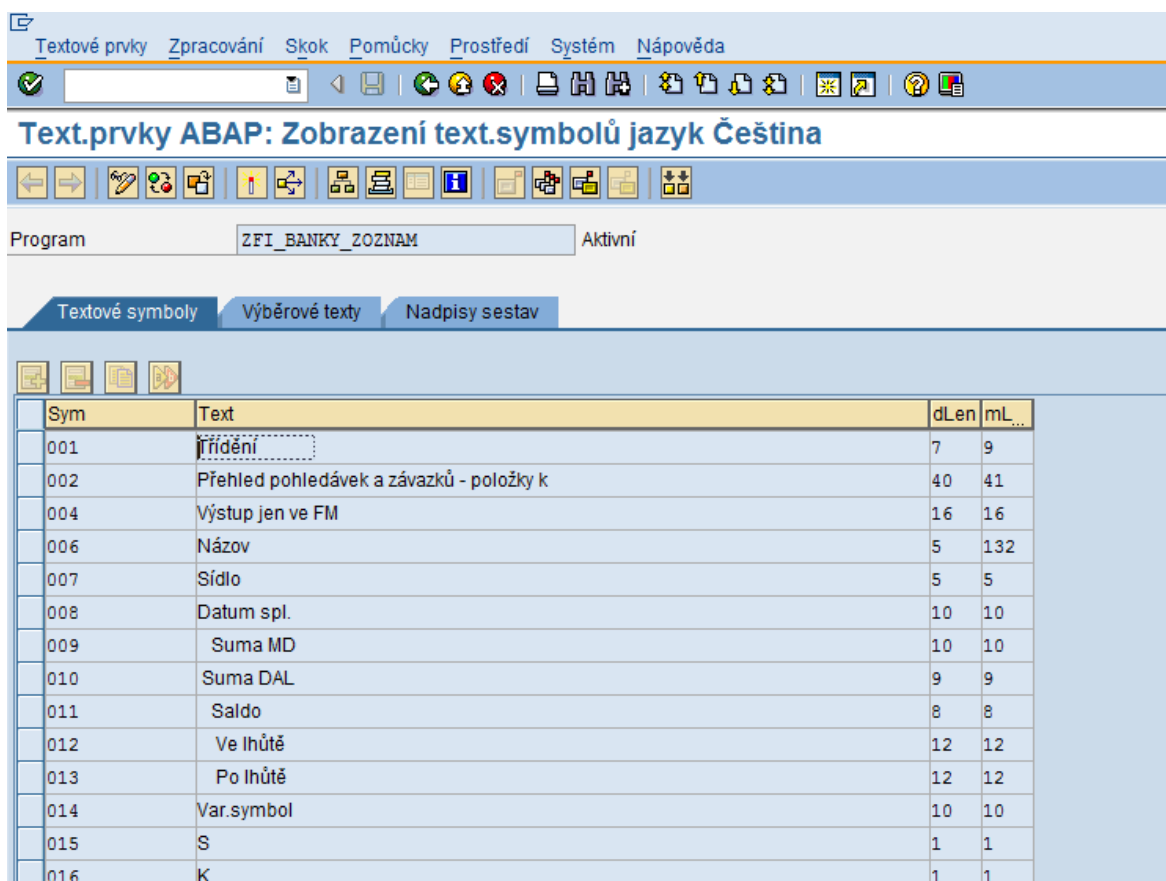 Textové prvky Zpracování Skok Pomůcky Prostředí Systém Nápověda
Text.prvky ABAP: Zobrazení text.symbolů jazyk Čeština
Program ZFI_BANKY_ZOZNAM Aktivní
Textové symboly Výběrové texty Nadpisy sestav
Sym Text dLen mL...
001 Třídění 7 9
002 Přehled pohledávek a závazků - položky k 40 41
004 Výstup jen ve FM 16 16
006 Názov 5 132
007 Sídlo 5 5
008 Datum spl. 10 10
009 Suma MD 10 10
010 Suma DAL 9 9
011 Saldo 8 8
012 Ve lhůtě 12 12
013 Po lhůtě 12 12
014 Var.symbol 10 10
015 S 1 1
016 K 1 1